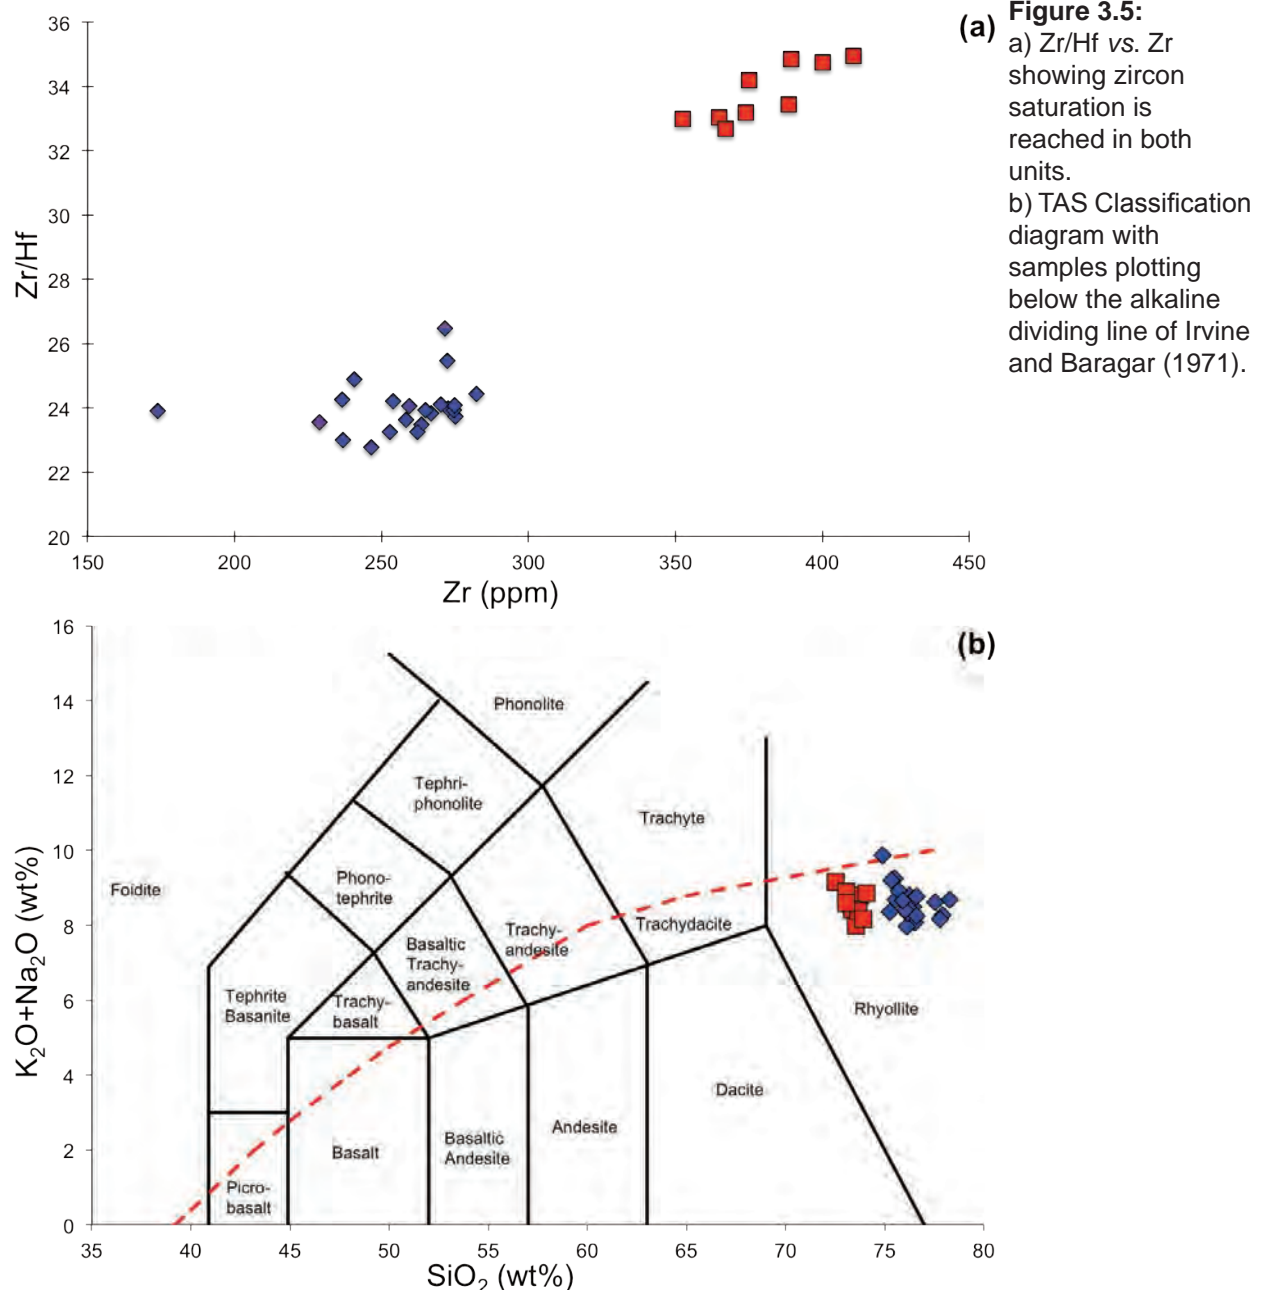 Figure 3.5:
a) Zr/Hf vs. Zr
showing zircon
saturation is
reached in both
units.
b) TAS Classification
diagram with
samples plotting
below the alkaline
dividing line of Irvine
and Baragar (1971).
(a)
36
34
32
30
28
26
24
22
20
Zr/Hf
150 200 250 300 350 400 450
Zr (ppm)
(b)
16
14
12
10
8
6
4
2
0
K2O+Na2O (wt%)
Phonolite
Tephri-
phonolite
Trachyte
Foidite
Phono-
tephrite
Trachydacite
Trachy-
andesite
Basaltic
Trachy-
andesite
Tephrite
Basanite
Trachy-
basalt
Rhyollite
Dacite
Andesite
Basaltic
Andesite
Basalt
Picro-
basalt
35 40 45 50 55 60 65 70 75 80
SiO2 (wt%)